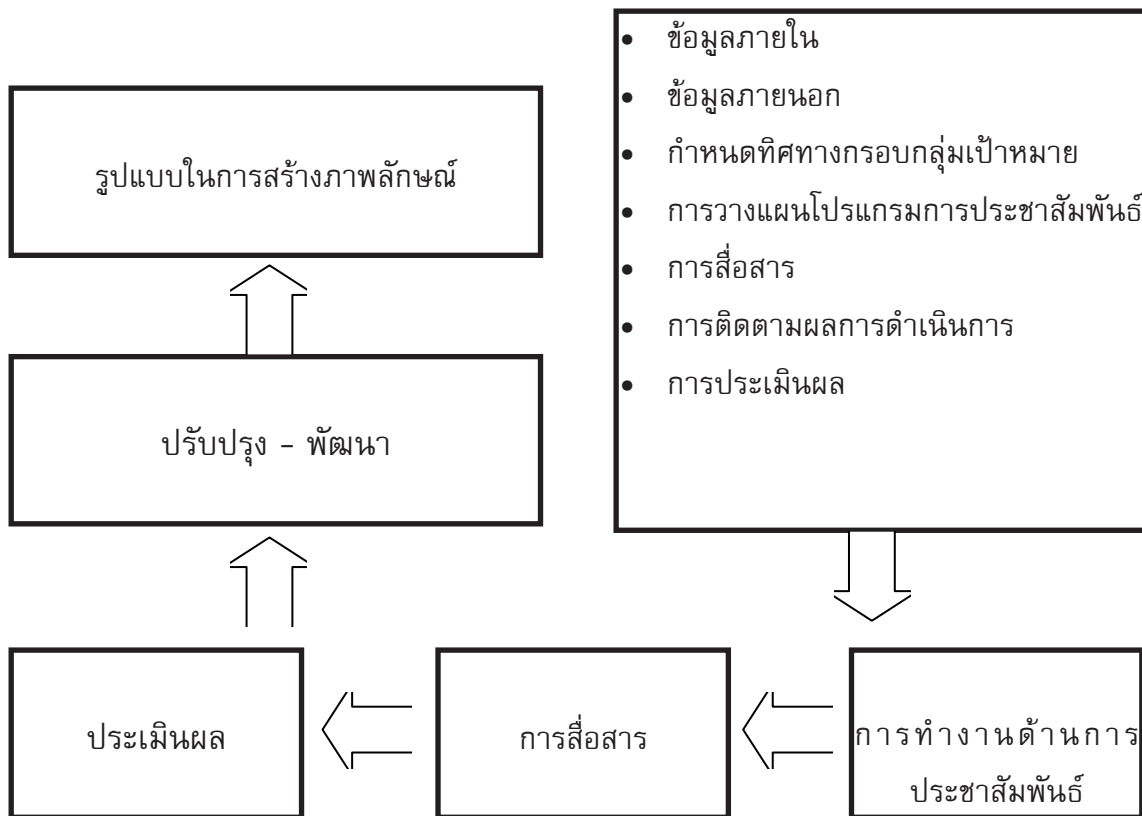 • ข้อมูลภายใน
• ข้อมูลภายนอก
• กำหนดทิศทางกรอบกลุ่มเป้าหมาย
• การวางแผนโปรแกรมการประชาสัมพันธ์
• การสื่อสาร
• การติดตามผลการดำเนินการ
• การประเมินผล
รูปแบบในการสร้างภาพลักษณ์
ปรับปรุง - พัฒนา
ประเมินผล
การสื่อสาร
การทำงานด้านการ
ประชาสัมพันธ์